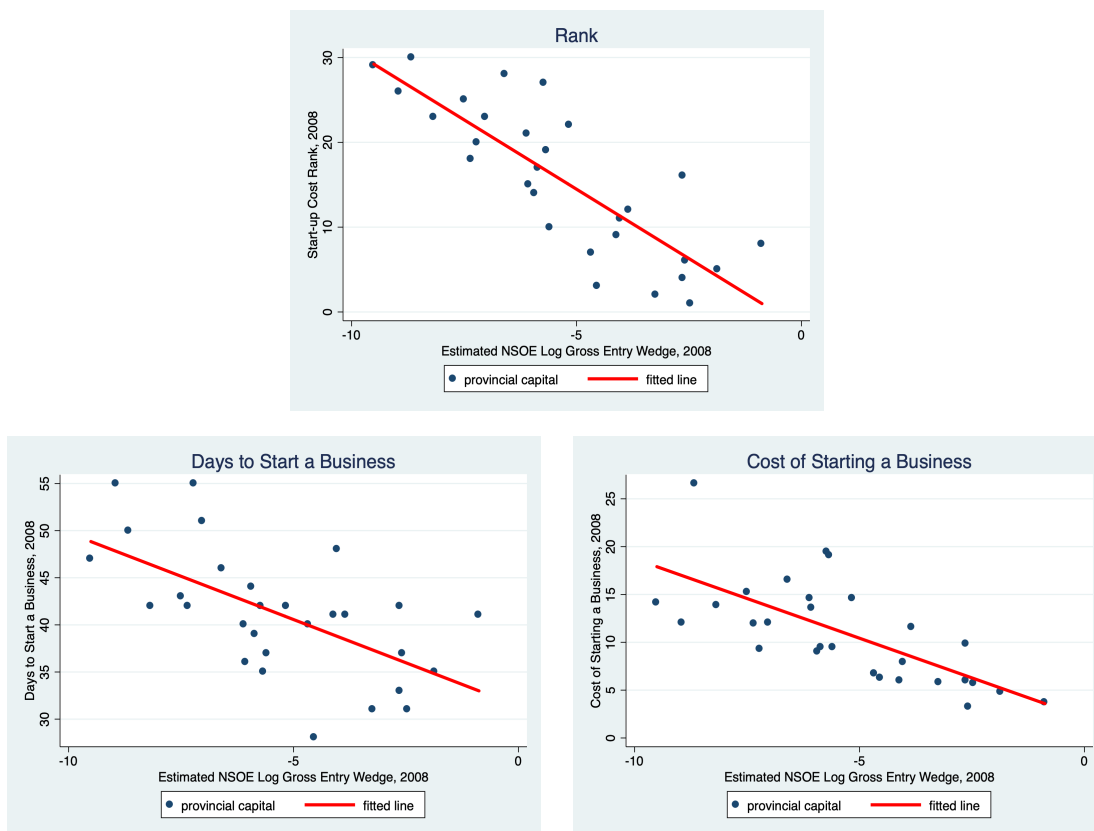 Rank
Start-up Cost Rank, 2008
30
20
10
0
-10
-5
0
Estimated NSOE Log Gross Entry Wedge, 2008
provincial capital
fitted line
Days to Start a Business
Days to Start a Business, 2008
55
50
45
40
35
30
-10
-5
0
Estimated NSOE Log Gross Entry Wedge, 2008
provincial capital
fitted line
Cost of Starting a Business
Cost of Starting a Business, 2008
25
20
15
10
5
0
-10
-5
0
Estimated NSOE Log Gross Entry Wedge, 2008
provincial capital
fitted line